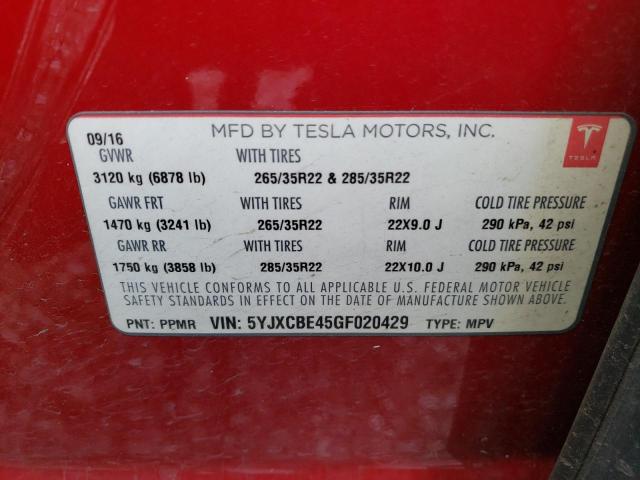 09/16 MFD BY TESLA MOTORS, INC.
TESLA
GVWR WITH TIRES
3120 kg (6878 lb) 265/35R22 & 285/35R22
GAWR FRT WITH TIRES RIM COLD TIRE PRESSURE
1470 kg (3241 lb) 265/35R22 22X9.0 J 290 kPa, 42 psi
GAWR RR WITH TIRES RIM COLD TIRE PRESSURE
1750 kg (3858 lb) 285/35R22 22X10.0 J 290 kPa, 42 psi
THIS VEHICLE CONFORMS TO ALL APPLICABLE U.S. FEDERAL MOTOR VEHICLE
SAFETY STANDARDS IN EFFECT ON THE DATE OF MANUFACTURE SHOWN ABOVE.
PNT: PPMR VIN: 5YJXCBE45GF020429 TYPE: MPV